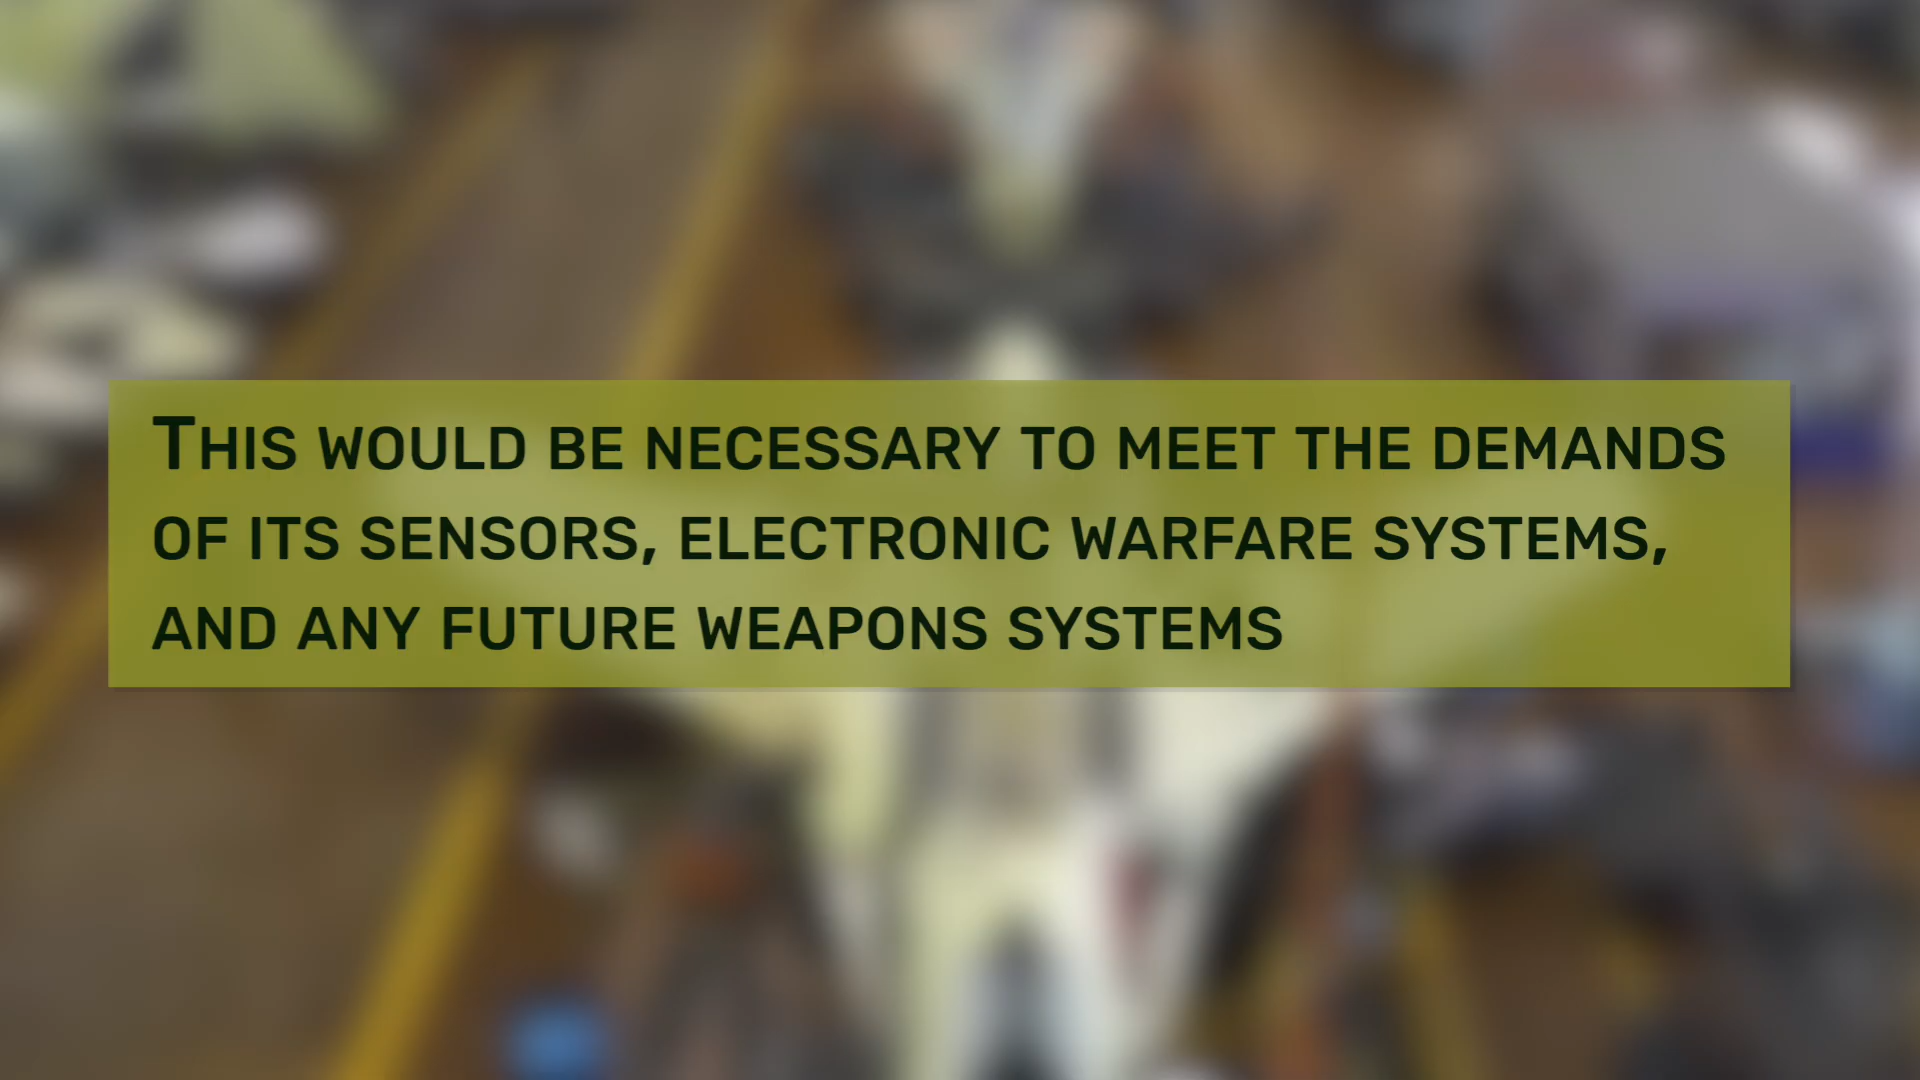 This would be necessary to meet the demands
of its sensors, electronic warfare systems,
and any future weapons systems